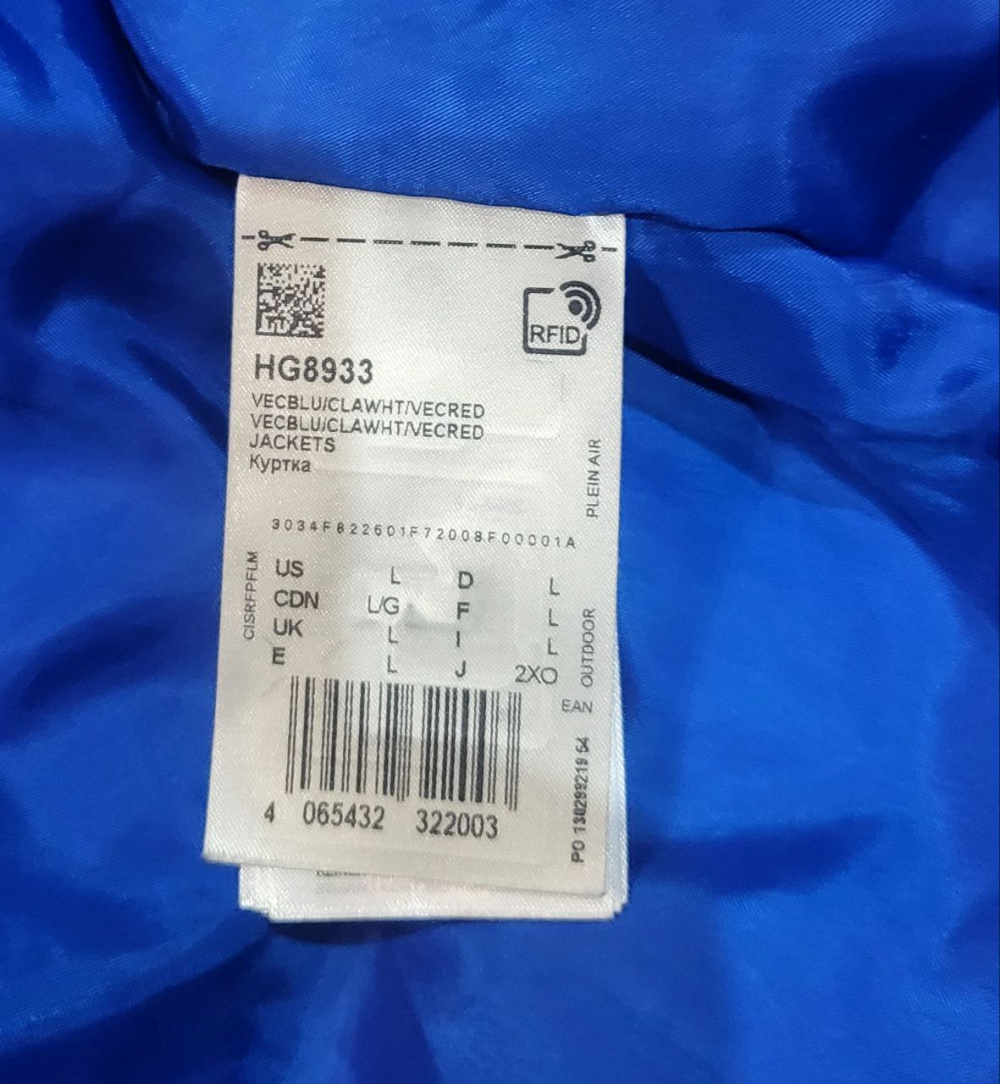 RFID
HG8933
VECBLU/CLAWHT/VECRED
VECBLU/CLAWHT/VECRED
JACKETS
Куртка
PLEIN AIR
CISRFPFLM
US L D L
CDN L/G F L
UK L I L
E L J 2XO
OUTDOOR
EAN
4 065432 322003